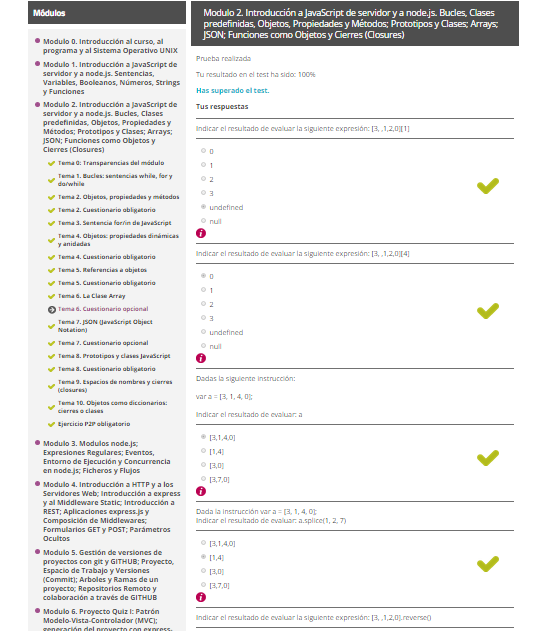 Módulos
Modulo 0. Introducción al curso, al
programa y al Sistema Operativo UNIX
Modulo 1. Introducción a JavaScript de
servidor y a node.js. Sentencias,
Variables, Booleanos, Números, Strings
y Funciones
Modulo 2. Introducción a JavaScript de
servidor y a node.js. Bucles, Clases
predefinidas, Objetos, Propiedades y
Métodos; Prototipos y Clases; Arrays;
JSON; Funciones como Objetos y
Cierres (Closures)
Tema 0: Transparencias del módulo
Tema 1. Bucles: sentencias while, for y
do/while
Tema 2. Objetos, propiedades y métodos
Tema 2. Cuestionario obligatorio
Tema 3. Sentencia for/in de JavaScript
Tema 4. Objetos: propiedades dinámicas
y anidadas
Tema 4. Cuestionario obligatorio
Tema 5. Referencias a objetos
Tema 5. Cuestionario obligatorio
Tema 6. La Clase Array
Tema 6. Cuestionario opcional
Tema 7. JSON (JavaScript Object
Notation)
Tema 7. Cuestionario opcional
Tema 8. Prototipos y clases JavaScript
Tema 8. Cuestionario obligatorio
Tema 9. Espacios de nombres y cierres
(closures)
Tema 10. Objetos como diccionarios:
cierres o clases
Ejercicio P2P obligatorio
Modulo 3. Modulos node.js;
Expresiones Regulares; Eventos,
Entorno de Ejecución y Concurrencia
en node.js; Ficheros y Flujos
Modulo 4. Introducción a HTTP y a los
Servidores Web; Introducción a express
y al Middleware Static; Introducción a
REST; Aplicaciones express.js y
Composición de Middlewares;
Formularios GET y POST; Parámetros
Ocultos
Modulo 5. Gestión de versiones de
proyectos con git y GITHUB; Proyecto,
Espacio de Trabajo y Versiones
(Commit); Arboles y Ramas de un
proyecto; Repositorios Remoto y
colaboración a través de GITHUB
Modulo 6. Proyecto Quiz I: Patrón
Modelo-Vista-Controlador (MVC);
generación del proyecto con express-
Modulo 2. Introducción a JavaScript de servidor y a node.js. Bucles, Clases
predefinidas, Objetos, Propiedades y Métodos; Prototipos y Clases; Arrays;
JSON; Funciones como Objetos y Cierres (Closures)
Prueba realizada
Tu resultado en el test ha sido: 100%
Has superado el test.
Tus respuestas
Indicar el resultado de evaluar la siguiente expresión: [3, ,1,2,0][1]
0
1
2
3
undefined
null
i
Indicar el resultado de evaluar la siguiente expresión: [3, ,1,2,0][4]
0
1
2
3
undefined
null
i
Dadas la siguiente instrucción:
var a = [3, 1, 4, 0];
Indicar el resultado de evaluar: a
[3,1,4,0]
[1,4]
[3,0]
[3,7,0]
i
Dada la instrucción var a = [3, 1, 4, 0];
Indicar el resultado de evaluar: a.splice(1, 2, 7)
[3,1,4,0]
[1,4]
[3,0]
[3,7,0]
i
Indicar el resultado de evaluar la siguiente expresión: [3, ,1,2,0].reverse()